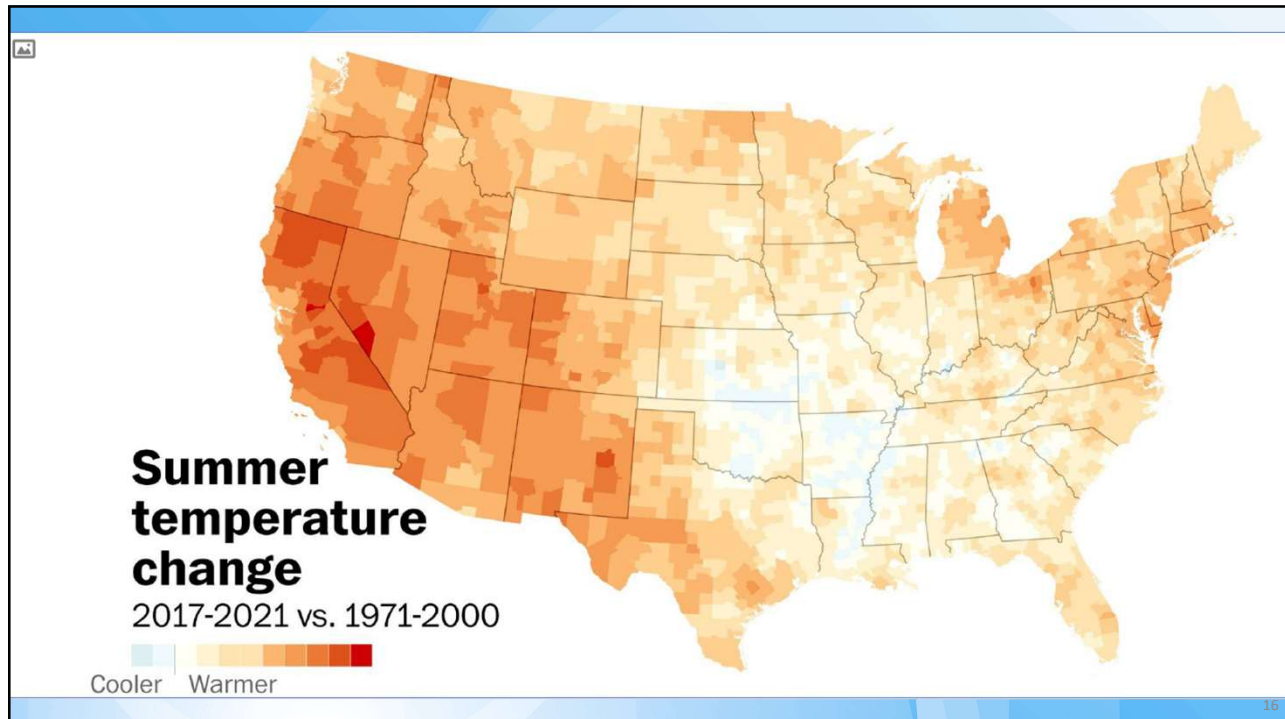 Summer
temperature
change
2017-2021 vs. 1971-2000
Cooler Warmer
16